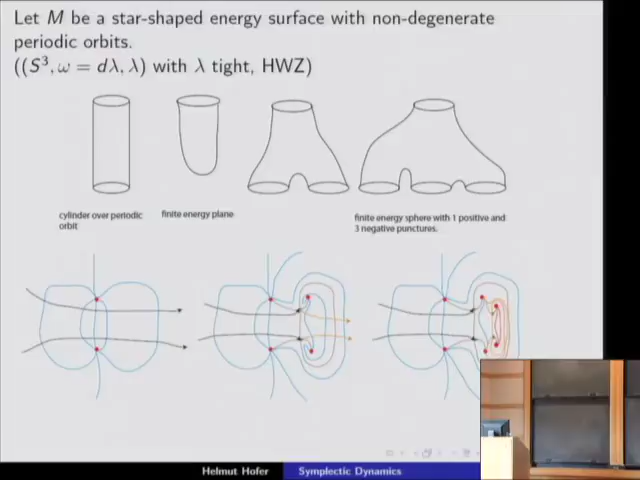 Let M be a star-shaped energy surface with non-degenerate
periodic orbits.
((S³, ω = dλ, λ) with λ tight, HWZ)
cylinder over periodic
orbit
finite energy plane
finite energy sphere with 1 positive and
3 negative punctures.
Helmut Hofer
Symplectic Dynamics